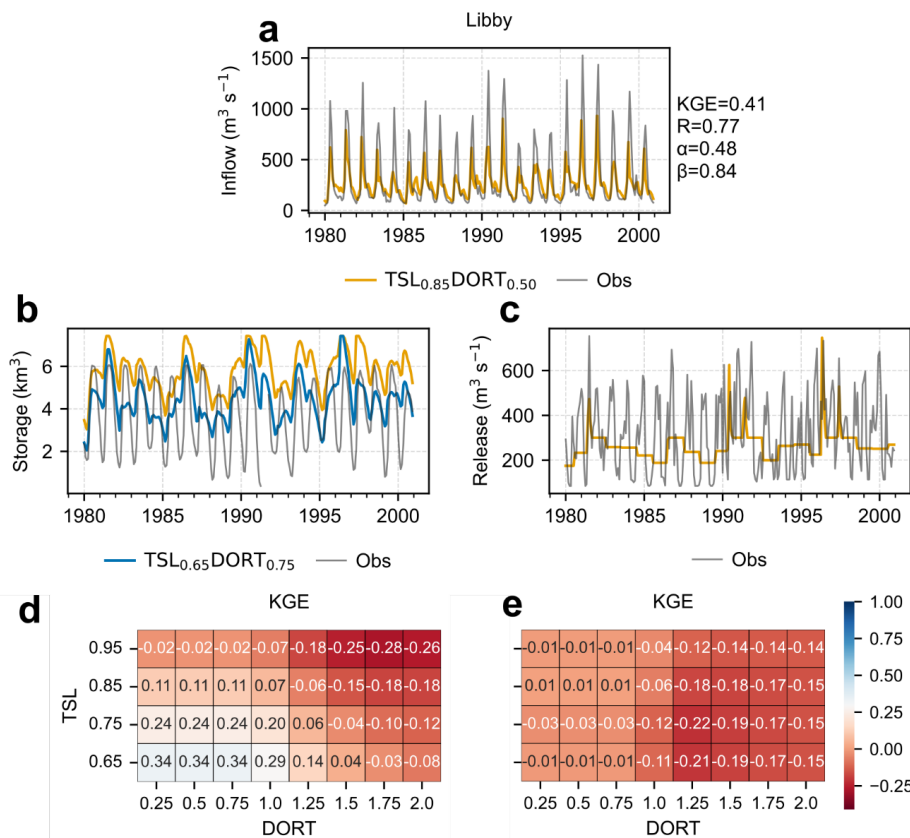 Libby
a
Inflow (m³ s⁻¹)
1500
1000
500
0
1980 1985 1990 1995 2000
KGE=0.41
R=0.77
α=0.48
β=0.84
TSL₀.₈₅DORT₀.₅₀ Obs
b
Storage (km³)
6
4
2
1980 1985 1990 1995 2000
TSL₀.₆₅DORT₀.₇₅ Obs
c
Release (m³ s⁻¹)
600
400
200
1980 1985 1990 1995 2000
Obs
d
KGE
TSL
0.95 -0.02 -0.02 -0.02 -0.07 -0.18 -0.25 -0.28 -0.26
0.85 0.11 0.11 0.11 0.07 -0.06 -0.15 -0.18 -0.18
0.75 0.24 0.24 0.24 0.20 0.06 -0.04 -0.10 -0.12
0.65 0.34 0.34 0.34 0.29 0.14 0.04 -0.03 -0.08
0.25 0.5 0.75 1.0 1.25 1.5 1.75 2.0
DORT
e
KGE
-0.01 -0.01 -0.01 -0.04 -0.12 -0.14 -0.14 -0.14
0.01 0.01 0.01 -0.06 -0.18 -0.18 -0.17 -0.15
-0.03 -0.03 -0.03 -0.12 -0.22 -0.19 -0.17 -0.15
-0.01 -0.01 -0.01 -0.11 -0.21 -0.19 -0.17 -0.15
0.25 0.5 0.75 1.0 1.25 1.5 1.75 2.0
DORT
1.00
0.75
0.50
0.25
0.00
-0.25